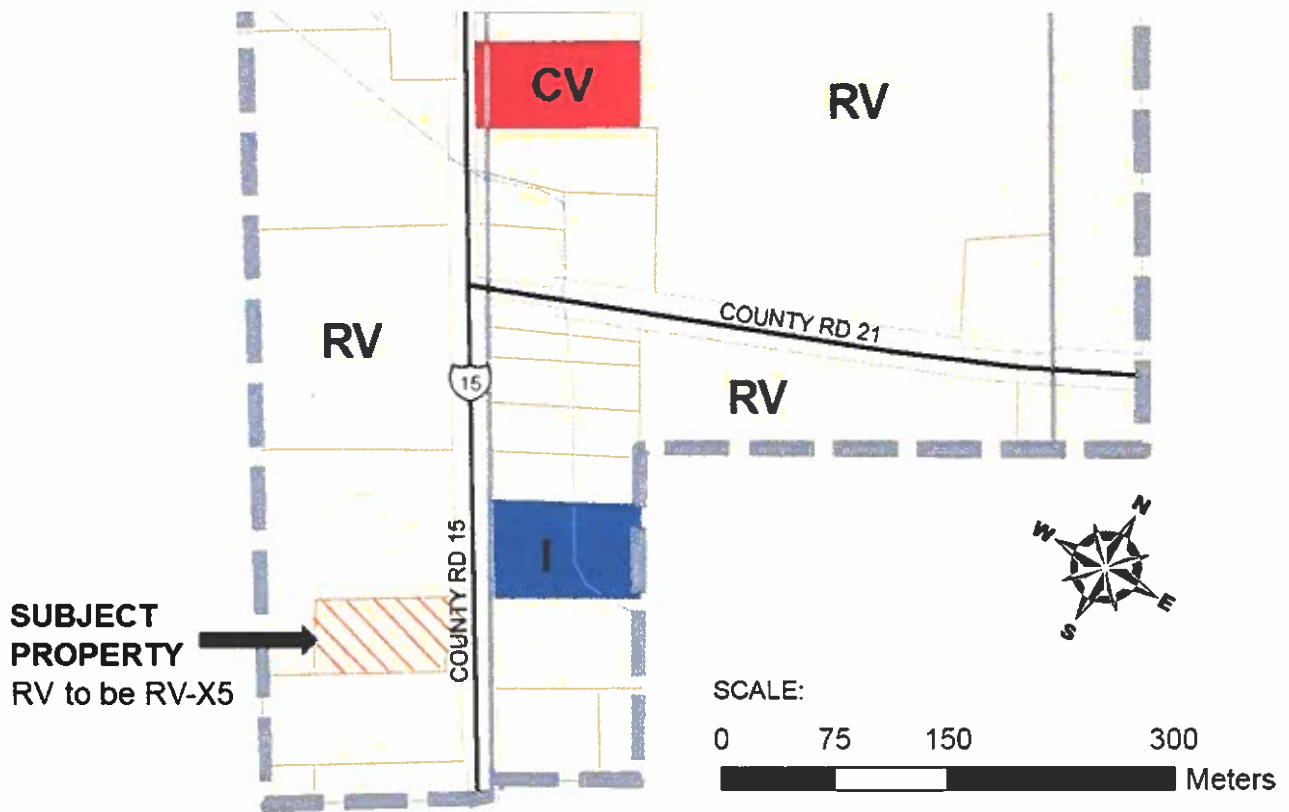 CV
RV
COUNTY RD 21
RV
15
RV
I
COUNTY RD 15
SUBJECT
PROPERTY
RV to be RV-X5
N
W
E
S
SCALE:
0 75 150 300
Meters